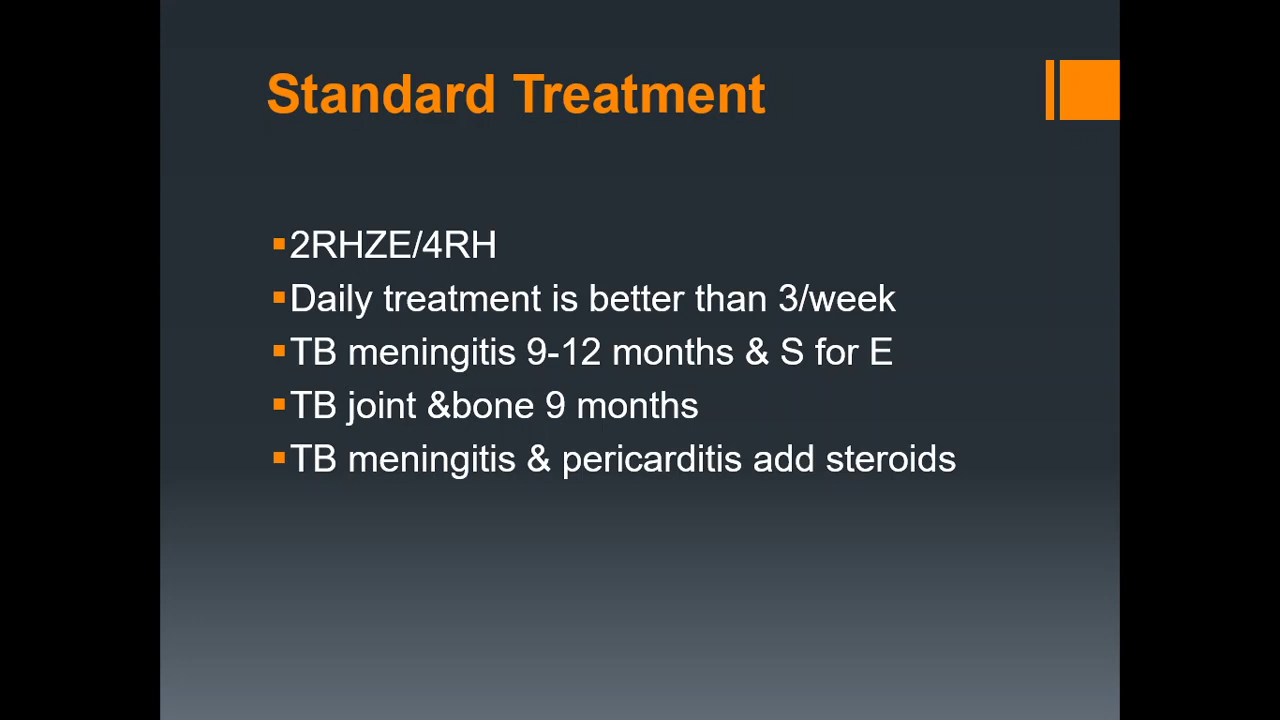 Standard Treatment
2RHZE/4RH
Daily treatment is better than 3/week
TB meningitis 9-12 months & S for E
TB joint &bone 9 months
TB meningitis & pericarditis add steroids